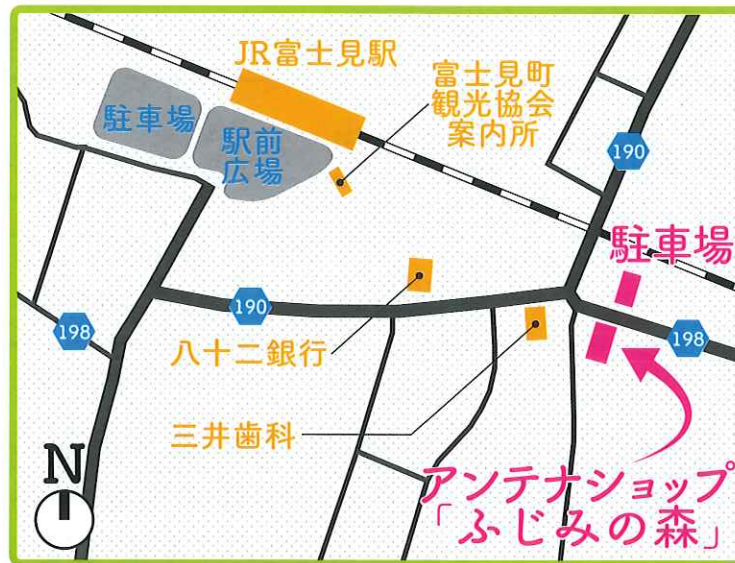 JR富士見駅
富士見町
観光協会
案内所
駐車場
駅前
広場
190
駐車場
190
198
198
八十二銀行
三井歯科
N
アンテナショップ
「ふじみの森」